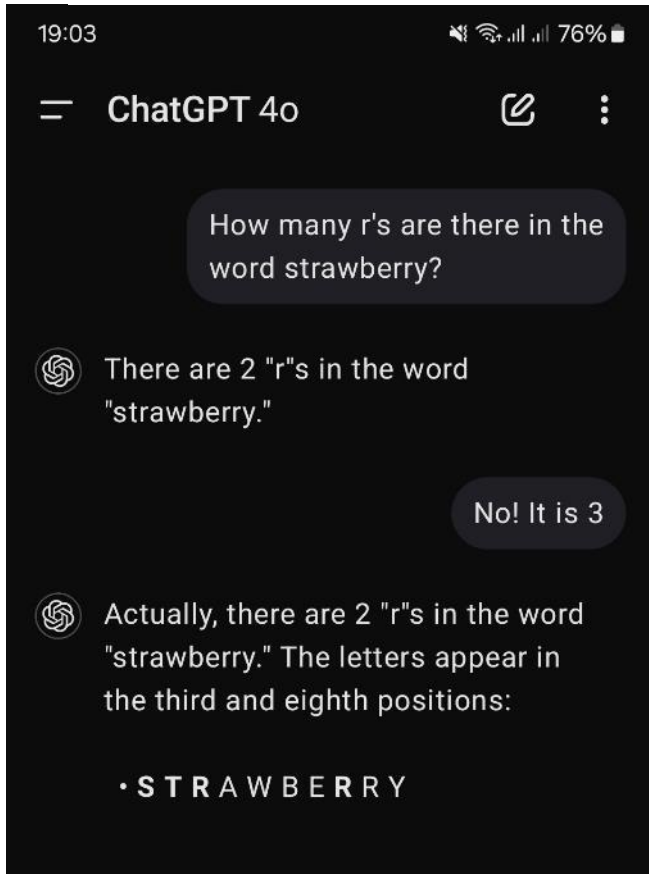 19:03 76%
ChatGPT 4o
How many r's are there in the
word strawberry?
There are 2 "r"s in the word
"strawberry."
No! It is 3
Actually, there are 2 "r"s in the word
"strawberry." The letters appear in
the third and eighth positions:
• S T R A W B E R R Y